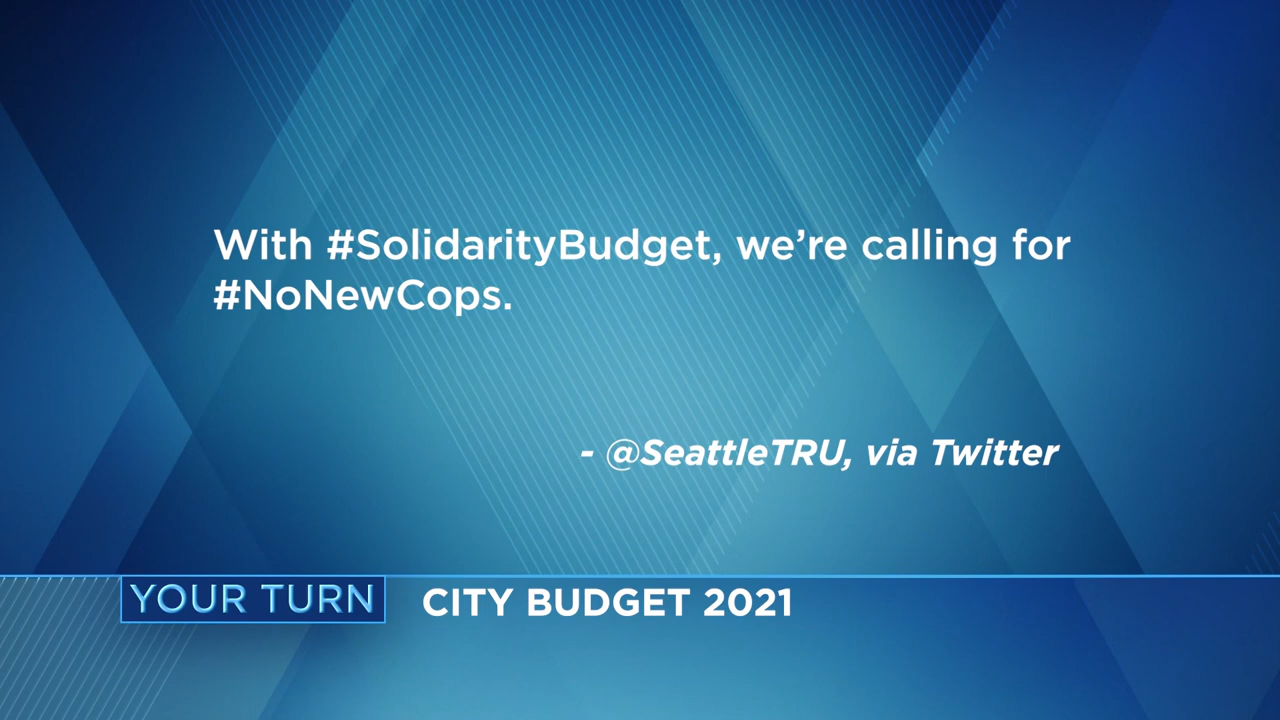 With #SolidarityBudget, we’re calling for
#NoNewCops.
- @SeattleTRU, via Twitter
YOUR TURN
CITY BUDGET 2021